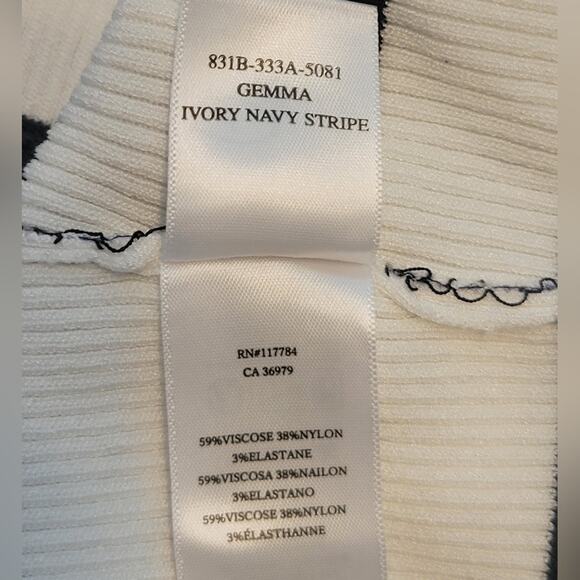 831B-333A-5081
GEMMA
IVORY NAVY STRIPE
RN#117784
CA 36979
59%VISCOSE 38%NYLON
3%ELASTANE
59%VISCOSA 38%NAILON
3%ELASTANO
59%VISCOSE 38%NYLON
3%ÉLASTHANNE